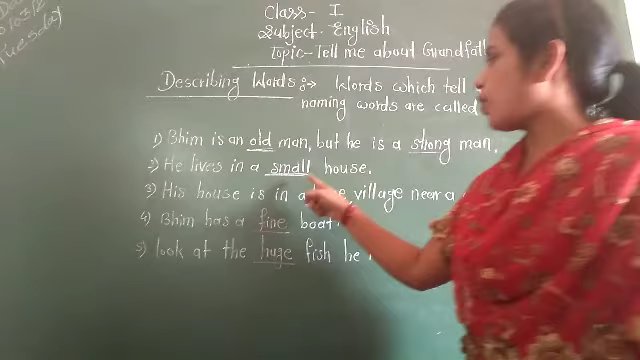 Tuesday
Class - I
Subject - English
Topic - Tell me about Grandfat
Describing Words :→ Words which tell
naming words are called
1) Bhim is an old man, but he is a strong man.
2) He lives in a small house.
3) His house is in a village near a
4) Bhim has a fine boat.
5) look at the huge fish he